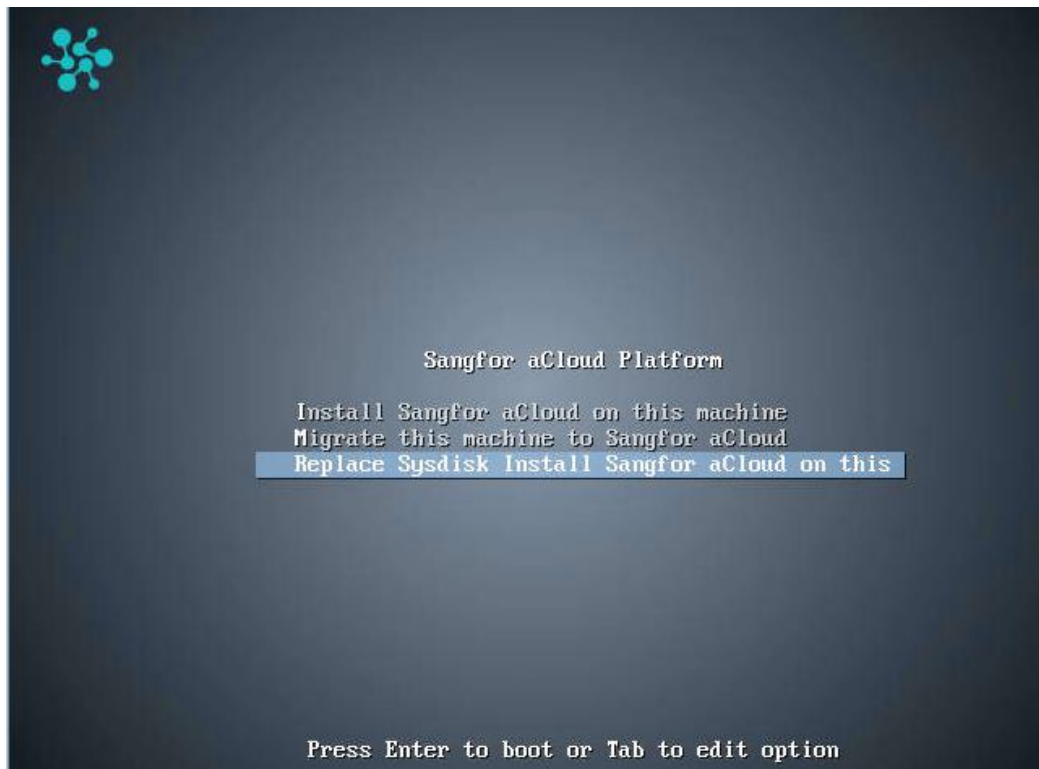 Sangfor aCloud Platform
Install Sangfor aCloud on this machine
Migrate this machine to Sangfor aCloud
Replace Sysdisk Install Sangfor aCloud on this
Press Enter to boot or Tab to edit option